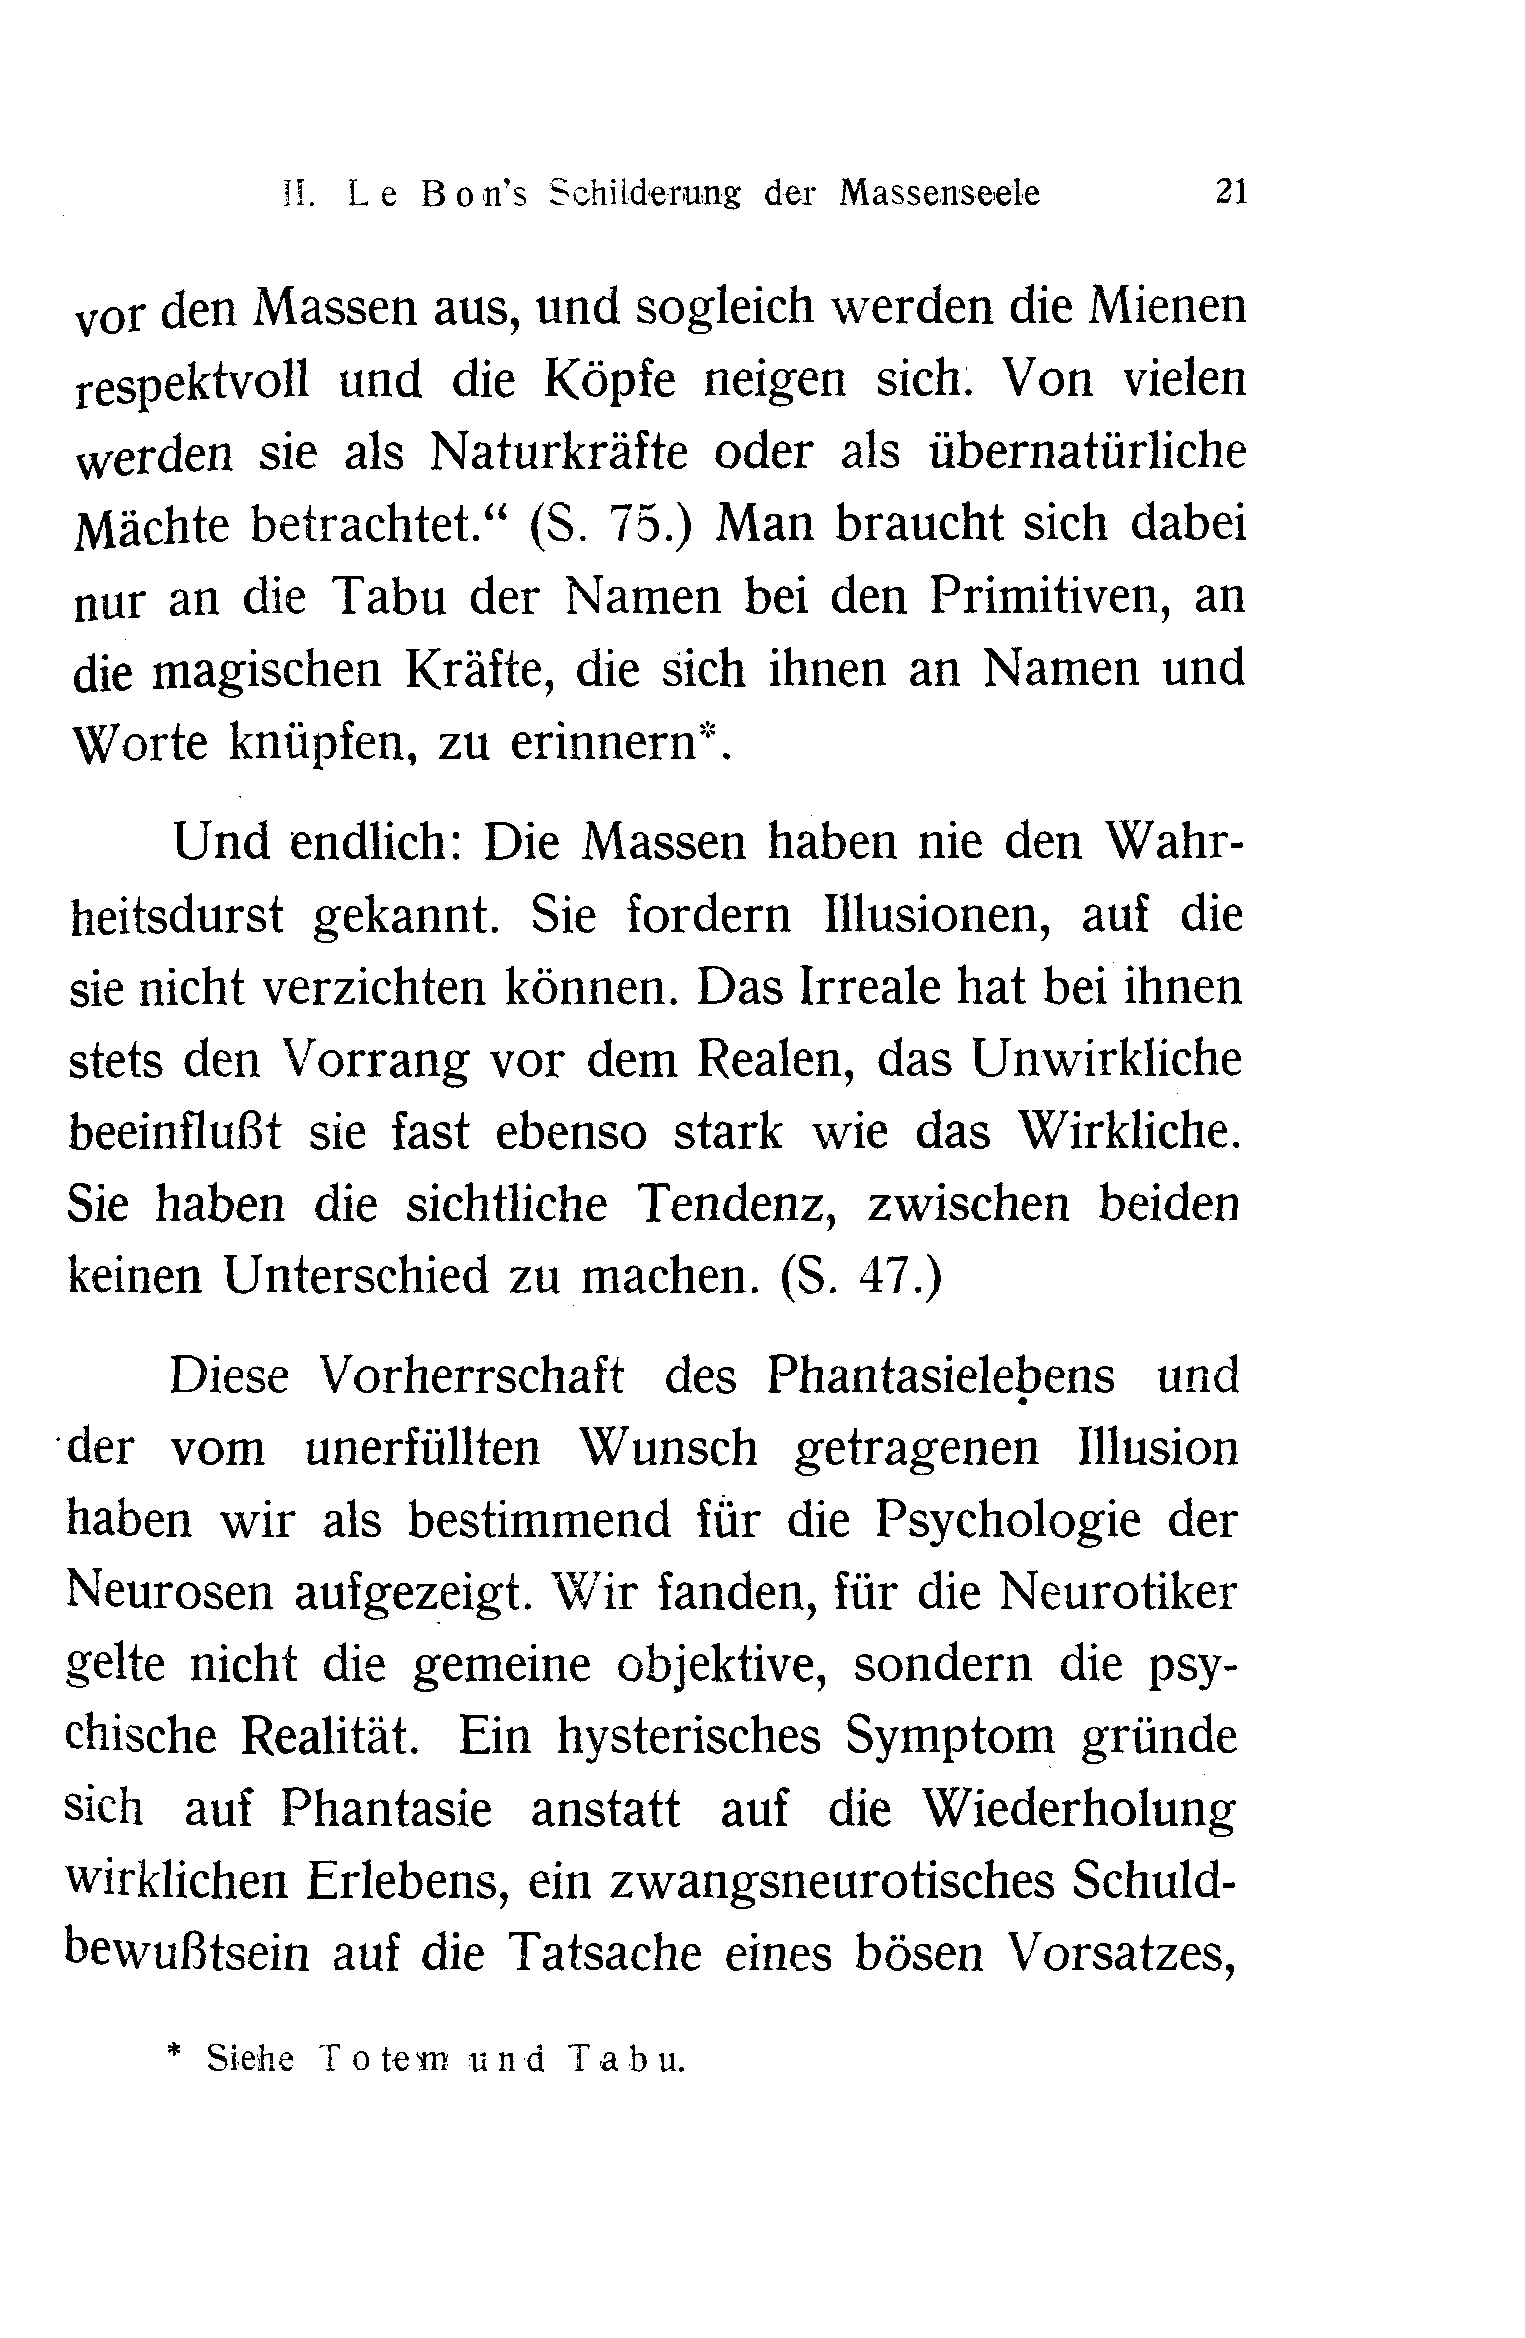 II. Le Bon's Schilderung der Massenseele 21
vor den Massen aus, und sogleich werden die Mienen
respektvoll und die Köpfe neigen sich. Von vielen
werden sie als Naturkräfte oder als übernatürliche
Mächte betrachtet.“ (S. 75.) Man braucht sich dabei
nur an die Tabu der Namen bei den Primitiven, an
die magischen Kräfte, die sich ihnen an Namen und
Worte knüpfen, zu erinnern*.
Und endlich: Die Massen haben nie den Wahr-
heitsdurst gekannt. Sie fordern Illusionen, auf die
sie nicht verzichten können. Das Irreale hat bei ihnen
stets den Vorrang vor dem Realen, das Unwirkliche
beeinflußt sie fast ebenso stark wie das Wirkliche.
Sie haben die sichtliche Tendenz, zwischen beiden
keinen Unterschied zu machen. (S. 47.)
Diese Vorherrschaft des Phantasielebens und
der vom unerfüllten Wunsch getragenen Illusion
haben wir als bestimmend für die Psychologie der
Neurosen aufgezeigt. Wir fanden, für die Neurotiker
gelte nicht die gemeine objektive, sondern die psy-
chische Realität. Ein hysterisches Symptom gründe
sich auf Phantasie anstatt auf die Wiederholung
wirklichen Erlebens, ein zwangsneurotisches Schuld-
bewußtsein auf die Tatsache eines bösen Vorsatzes,
* Siehe Totem und Tabu.